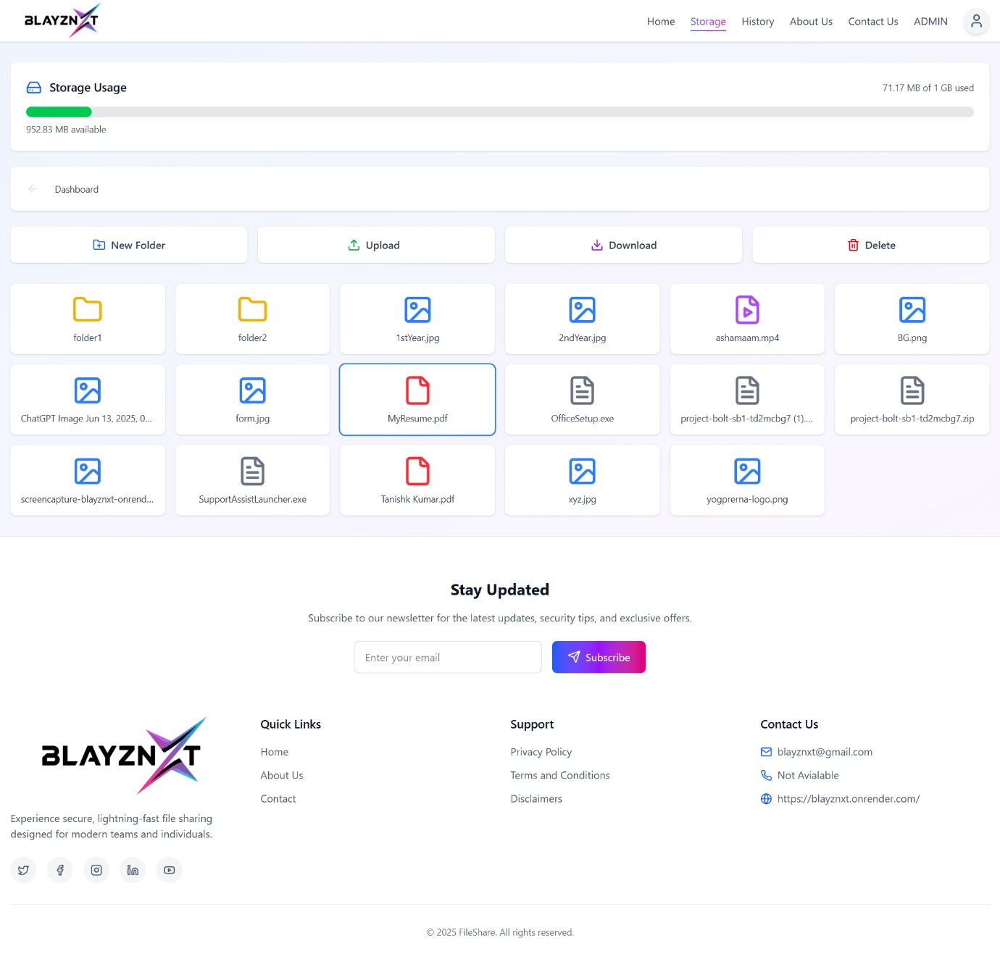 BLAYZNXT
Home
Storage
History
About Us
Contact Us
ADMIN
Storage Usage
71.17 MB of 1 GB used
952.83 MB available
Dashboard
New Folder
Upload
Download
Delete
folder1
folder2
1stYear.jpg
2ndYear.jpg
ashamaam.mp4
BG.png
ChatGPT Image Jun 13, 2025, 0...
form.jpg
MyResume.pdf
OfficeSetup.exe
project-bolt-sb1-td2mcbg7 (1)....
project-bolt-sb1-td2mcbg7.zip
screencapture-blayznxt-onrend...
SupportAssistLauncher.exe
Tanishk Kumar.pdf
xyz.jpg
yogprerna-logo.png
Stay Updated
Subscribe to our newsletter for the latest updates, security tips, and exclusive offers.
Enter your email
Subscribe
BLAYZNXT
Experience secure, lightning-fast file sharing
designed for modern teams and individuals.
Quick Links
Home
About Us
Contact
Support
Privacy Policy
Terms and Conditions
Disclaimers
Contact Us
blayznxt@gmail.com
Not Avialable
https://blayznxt.onrender.com/
© 2025 FileShare. All rights reserved.